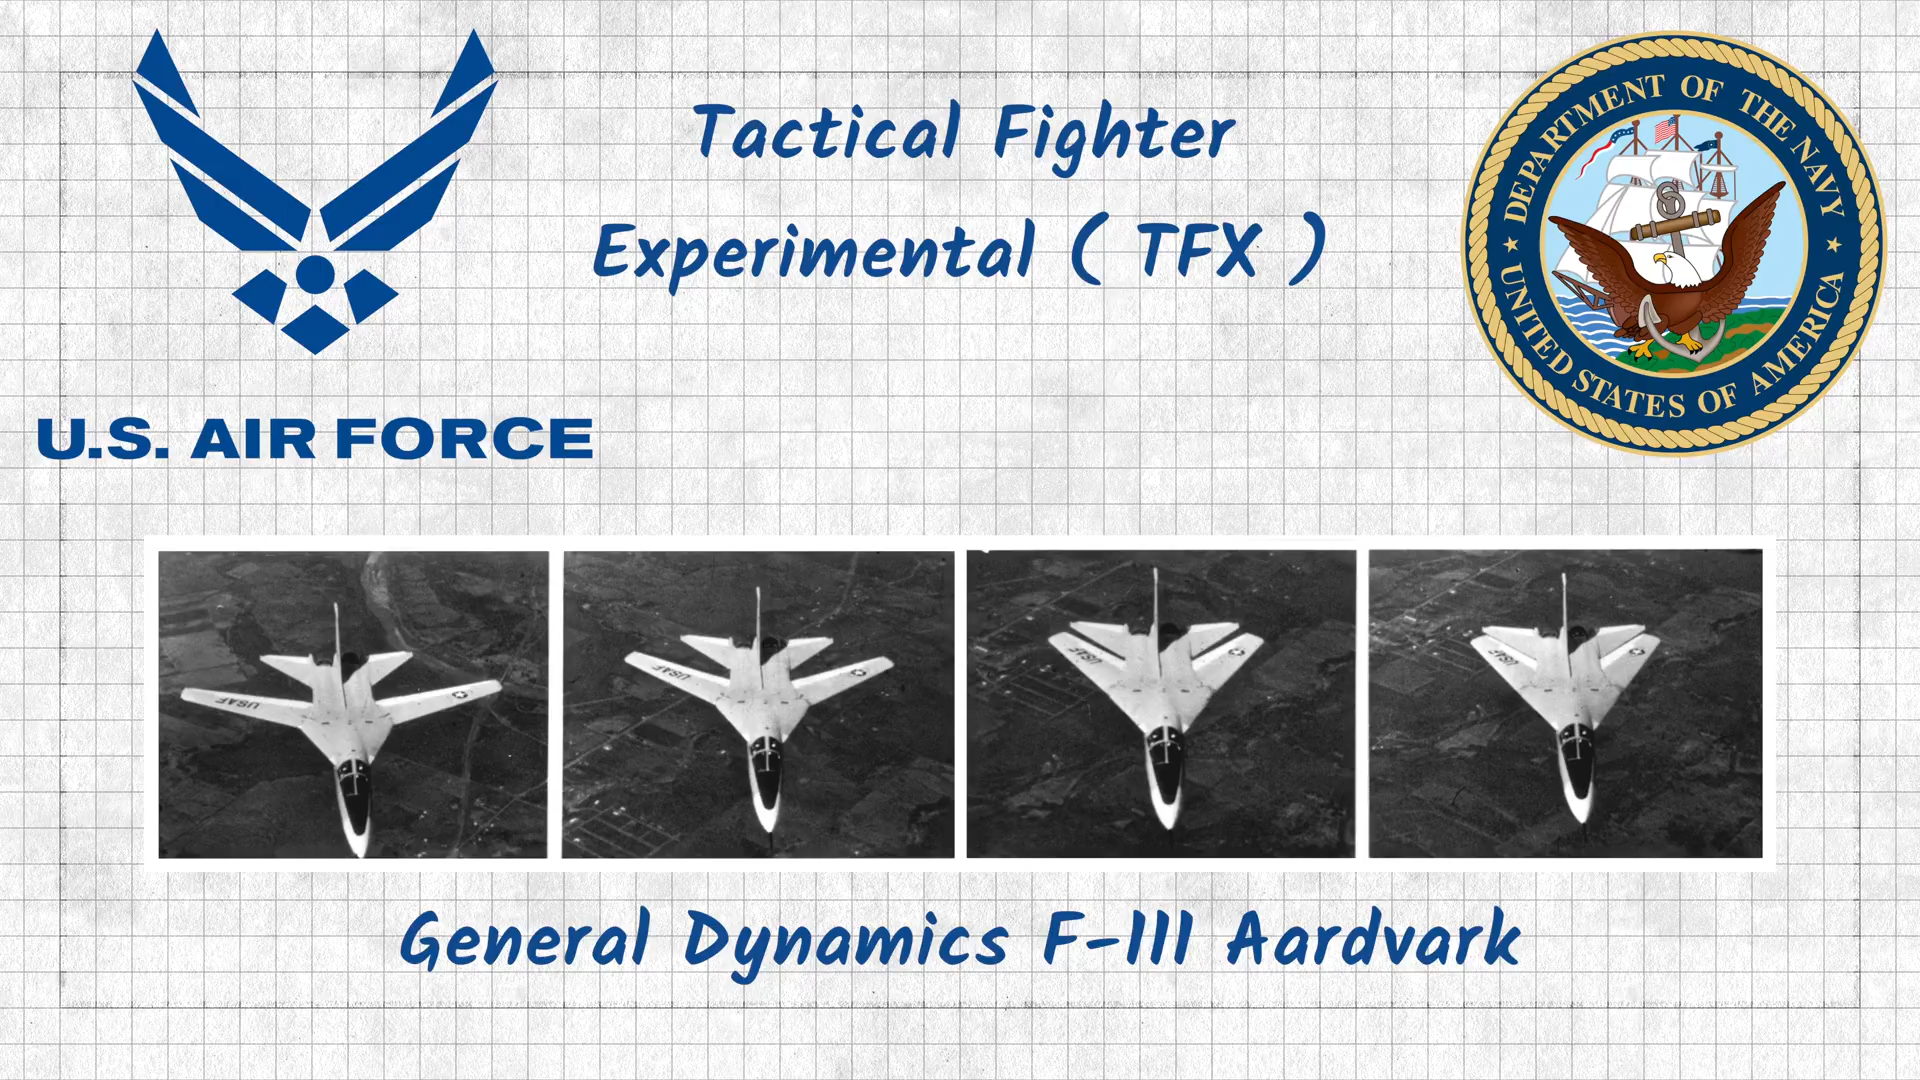 Tactical Fighter
Experimental ( TFX )
DEPARTMENT OF THE NAVY
UNITED STATES OF AMERICA
U.S. AIR FORCE
USAF
USAF
USAF
USAF
General Dynamics F-111 Aardvark